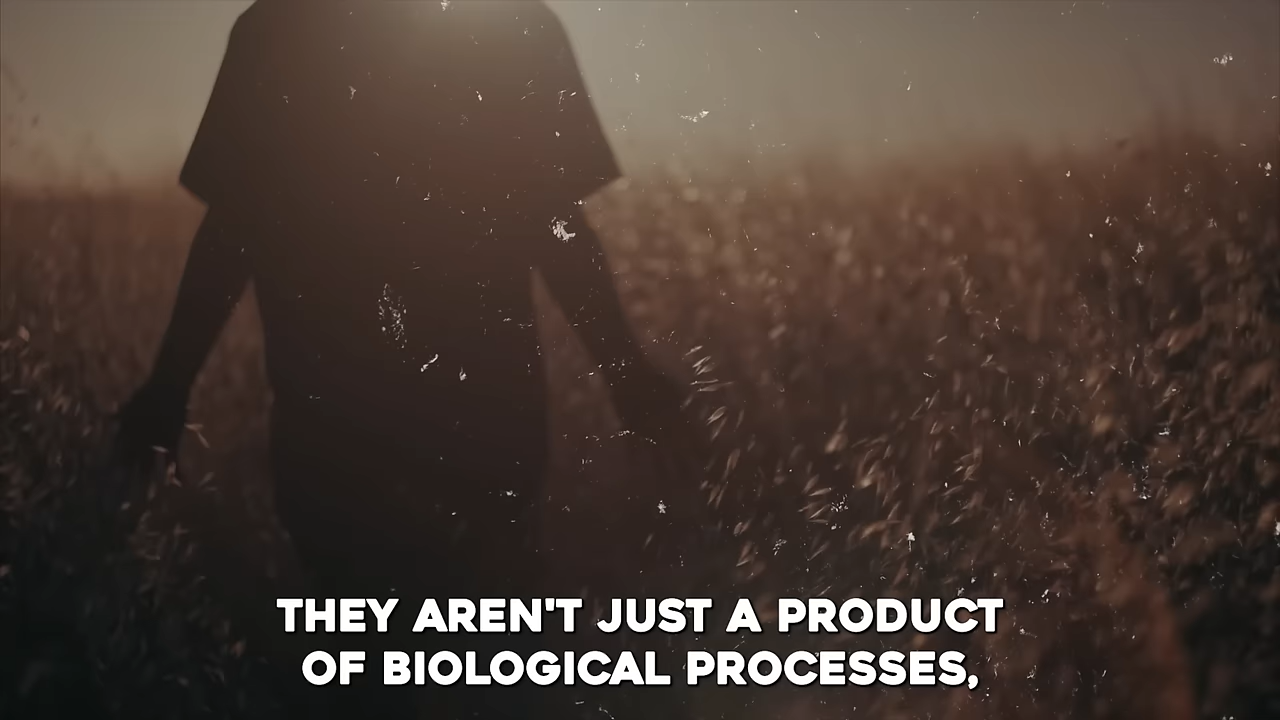 THEY AREN'T JUST A PRODUCT
OF BIOLOGICAL PROCESSES,